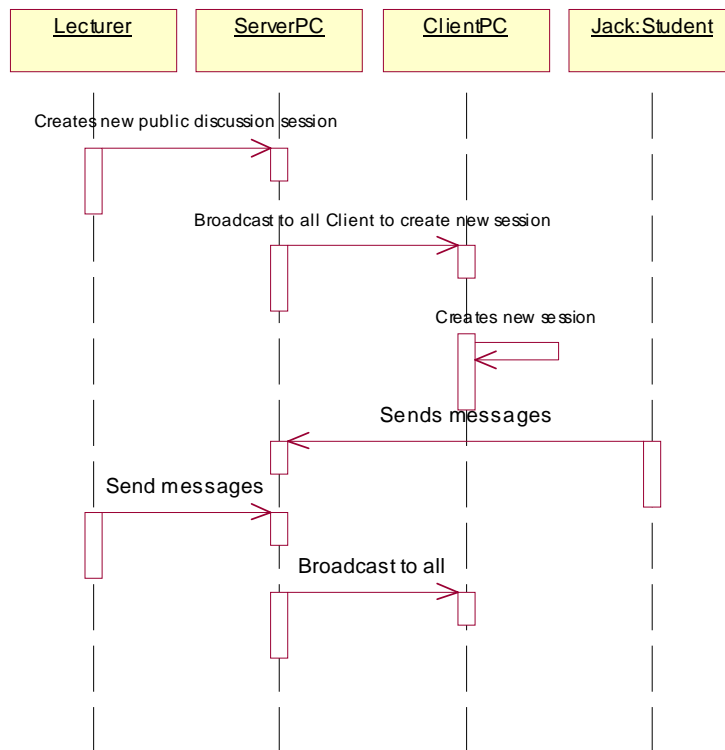 Lecturer
ServerPC
ClientPC
Jack:Student
Creates new public discussion session
Broadcast to all Client to create new session
Creates new session
Sends messages
Send messages
Broadcast to all